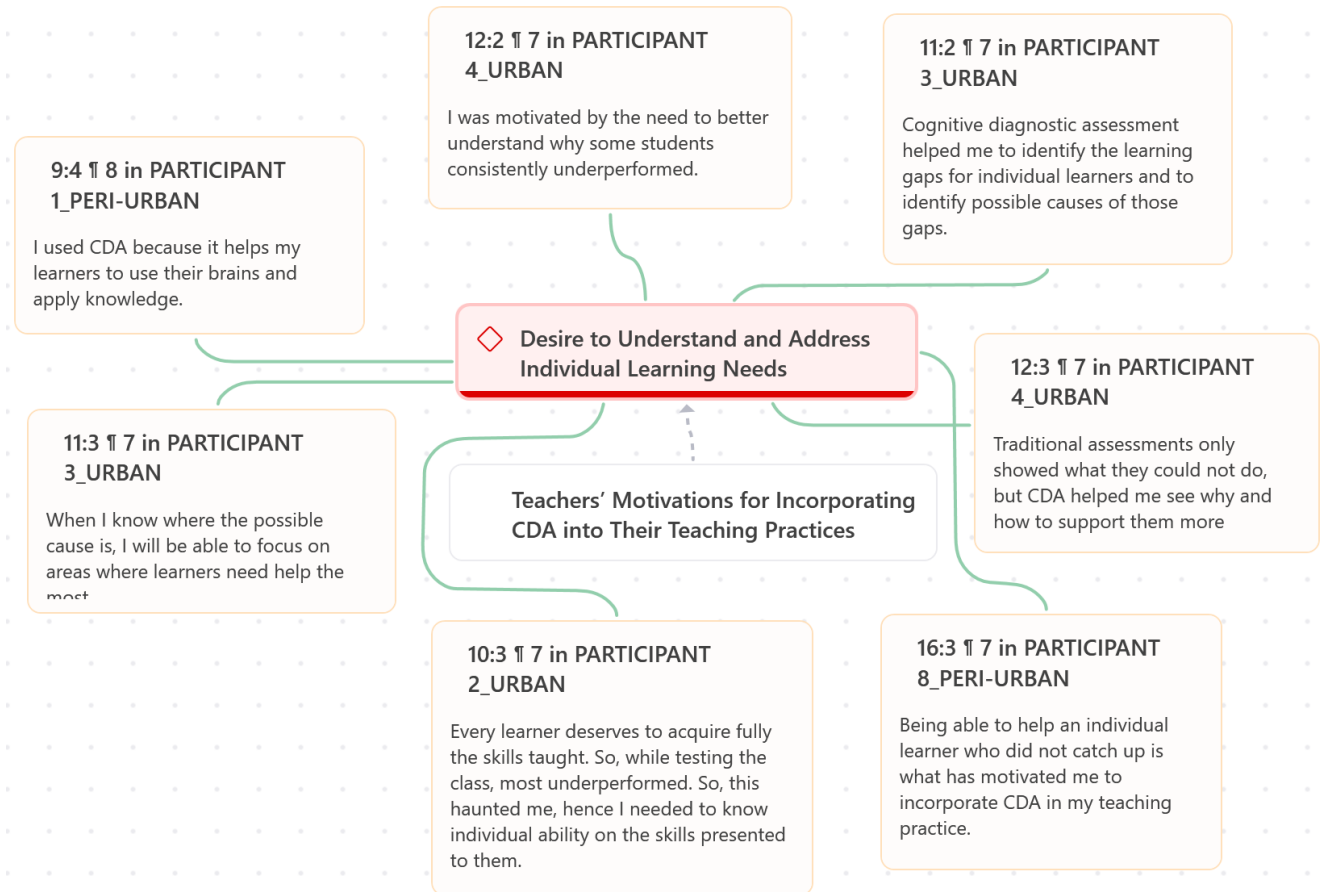 12:2 ¶ 7 in PARTICIPANT
4_URBAN
I was motivated by the need to better
understand why some students
consistently underperformed.
11:2 ¶ 7 in PARTICIPANT
3_URBAN
Cognitive diagnostic assessment
helped me to identify the learning
gaps for individual learners and to
identify possible causes of those
gaps.
9:4 ¶ 8 in PARTICIPANT
1_PERI-URBAN
I used CDA because it helps my
learners to use their brains and
apply knowledge.
Desire to Understand and Address
Individual Learning Needs
12:3 ¶ 7 in PARTICIPANT
4_URBAN
Traditional assessments only
showed what they could not do,
but CDA helped me see why and
how to support them more
11:3 ¶ 7 in PARTICIPANT
3_URBAN
When I know where the possible
cause is, I will be able to focus on
areas where learners need help the
most
Teachers’ Motivations for Incorporating
CDA into Their Teaching Practices
10:3 ¶ 7 in PARTICIPANT
2_URBAN
Every learner deserves to acquire fully
the skills taught. So, while testing the
class, most underperformed. So, this
haunted me, hence I needed to know
individual ability on the skills presented
to them.
16:3 ¶ 7 in PARTICIPANT
8_PERI-URBAN
Being able to help an individual
learner who did not catch up is
what has motivated me to
incorporate CDA in my teaching
practice.